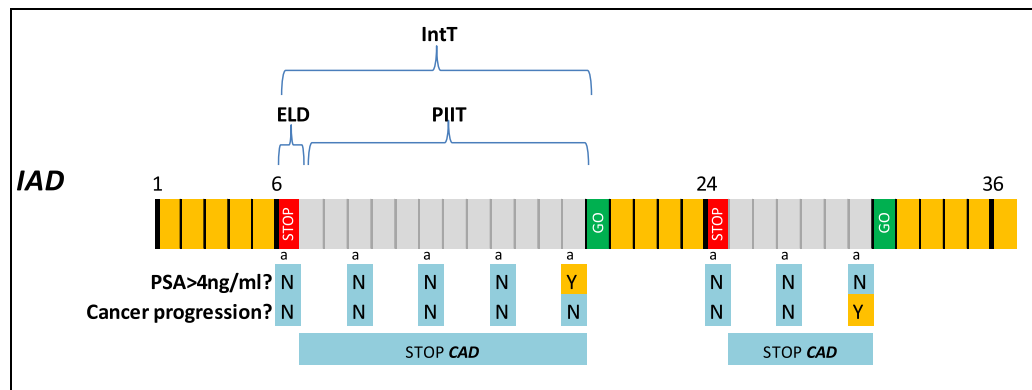 IntT
ELD PIIT
IAD 1 6 24 36
STOP GO STOP GO
a a a a a a a a
PSA>4ng/ml? N N N N Y N N N
Cancer progression? N N N N N N N Y
STOP CAD STOP CAD